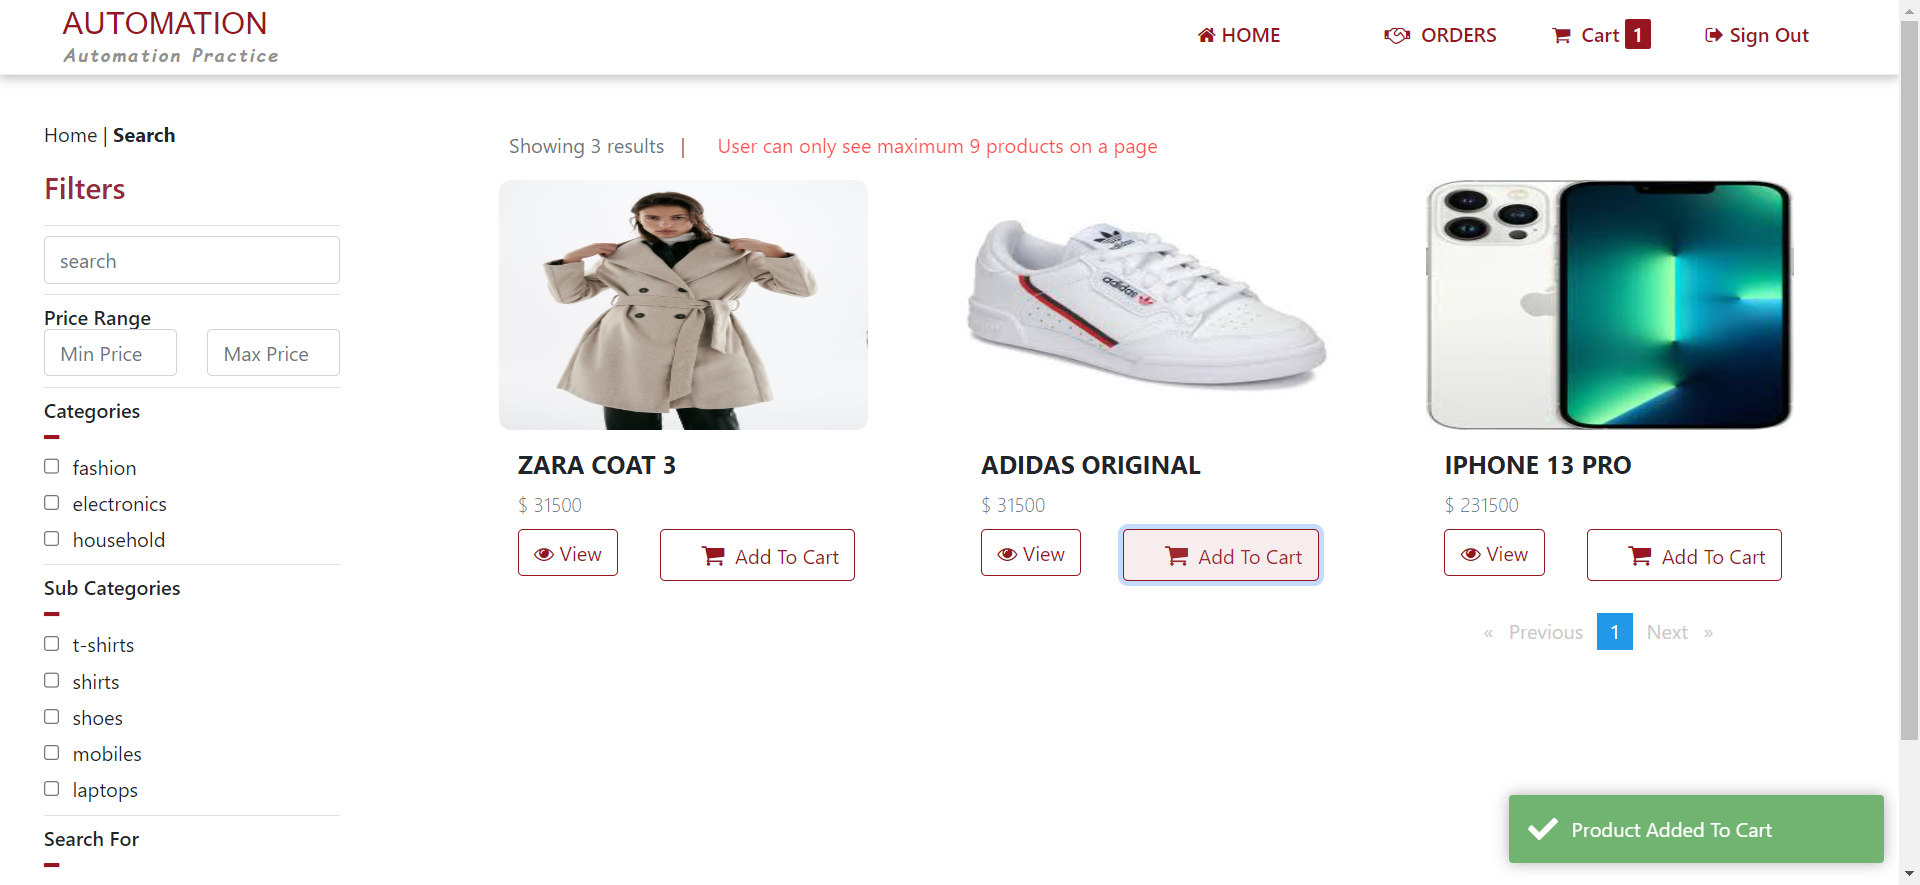 AUTOMATION
Automation Practice
HOME
ORDERS
Cart 1
Sign Out
Home | Search
Filters
search
Price Range
Min Price
Max Price
Categories
fashion
electronics
household
Sub Categories
t-shirts
shirts
shoes
mobiles
laptops
Search For
Showing 3 results | User can only see maximum 9 products on a page
ZARA COAT 3
$ 31500
View
Add To Cart
adidas
adidas
ADIDAS ORIGINAL
$ 31500
View
Add To Cart
IPHONE 13 PRO
$ 231500
View
Add To Cart
« Previous 1 Next »
Product Added To Cart